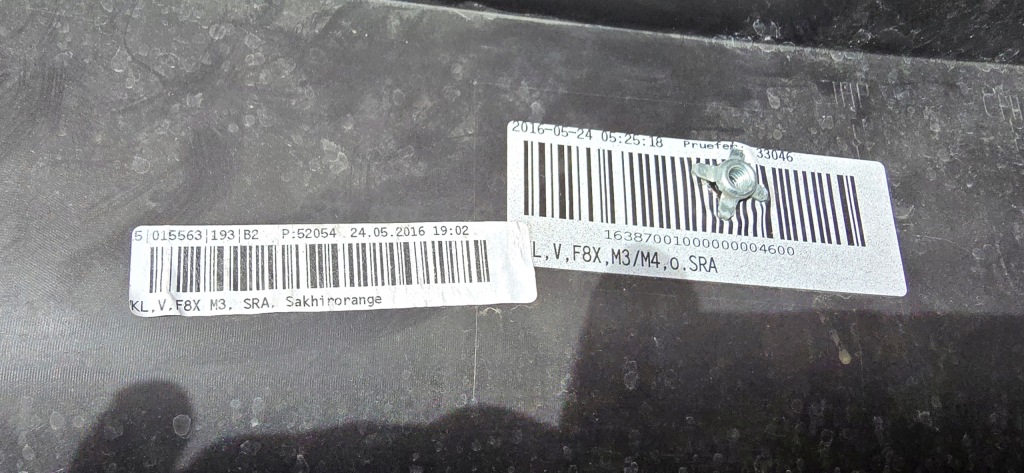 5|015563|193|B2 P:52054 24.05.2016 19:02
KL,V,F8X M3, SRA, Sakhirorange
2016-05-24 05:25:18 Pruefer: 33046
16387001000000004600
L,V,F8X,M3/M4,o.SRA